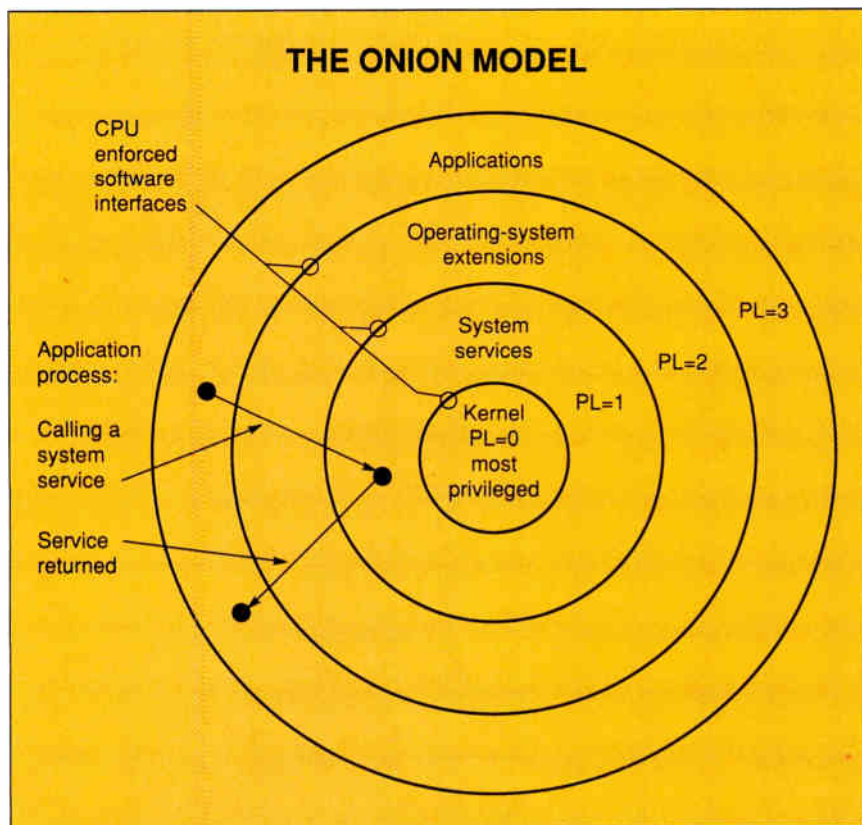 THE ONION MODEL
CPU
enforced
software
interfaces
Applications
Operating-system
extensions
System
services
Kernel
PL=0
most
privileged
PL=1
PL=2
PL=3
Application
process:
Calling a
system
service
Service
returned